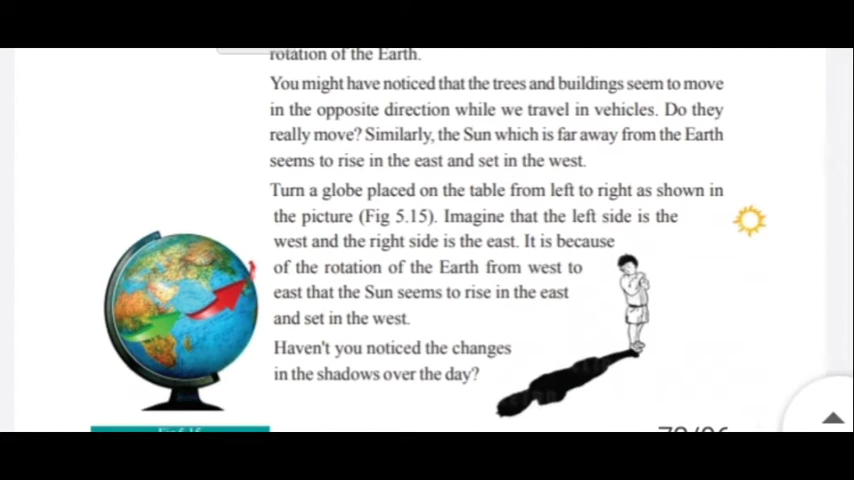 rotation of the Earth.
You might have noticed that the trees and buildings seem to move
in the opposite direction while we travel in vehicles. Do they
really move? Similarly, the Sun which is far away from the Earth
seems to rise in the east and set in the west.
Turn a globe placed on the table from left to right as shown in
the picture (Fig 5.15). Imagine that the left side is the
west and the right side is the east. It is because
of the rotation of the Earth from west to
east that the Sun seems to rise in the east
and set in the west.
Haven't you noticed the changes
in the shadows over the day?